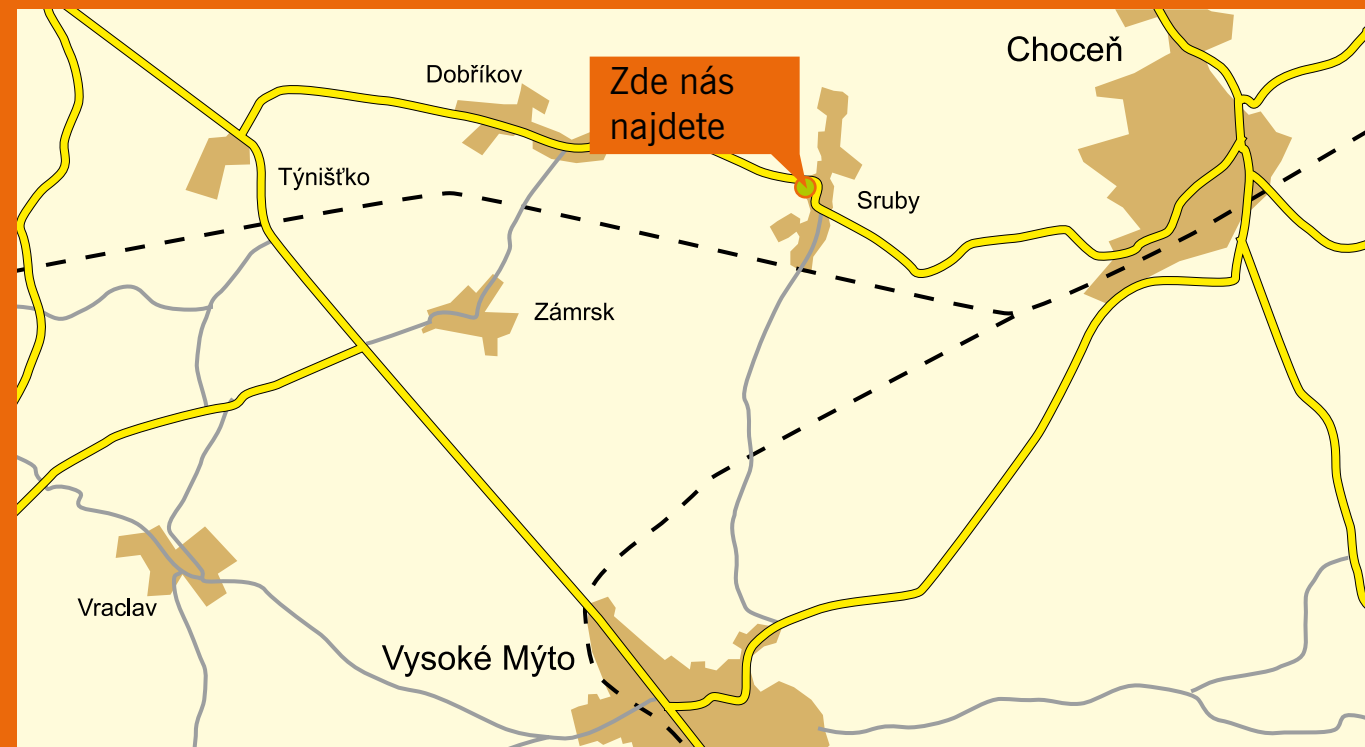 Choceň
Dobříkov
Zde nás
najdete
Týnišťko
Sruby
Zámrsk
Vraclav
Vysoké Mýto